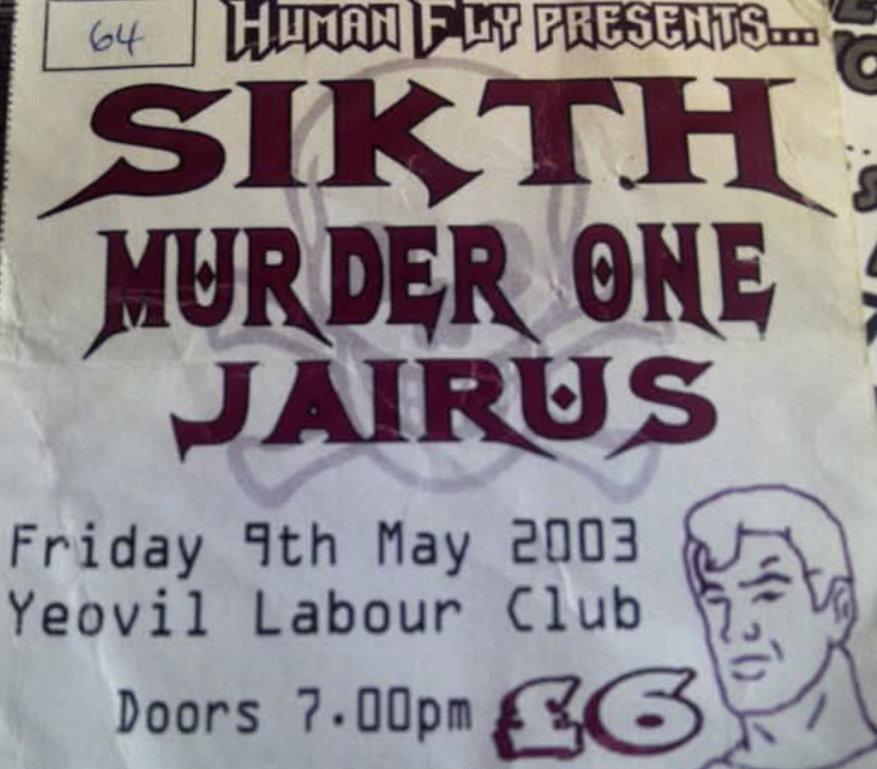 64
HUMAN FLY PRESENTS...
SIKTH
MURDER ONE
JAIRUS
Friday 9th May 2003
Yeovil Labour Club
Doors 7.00pm £6